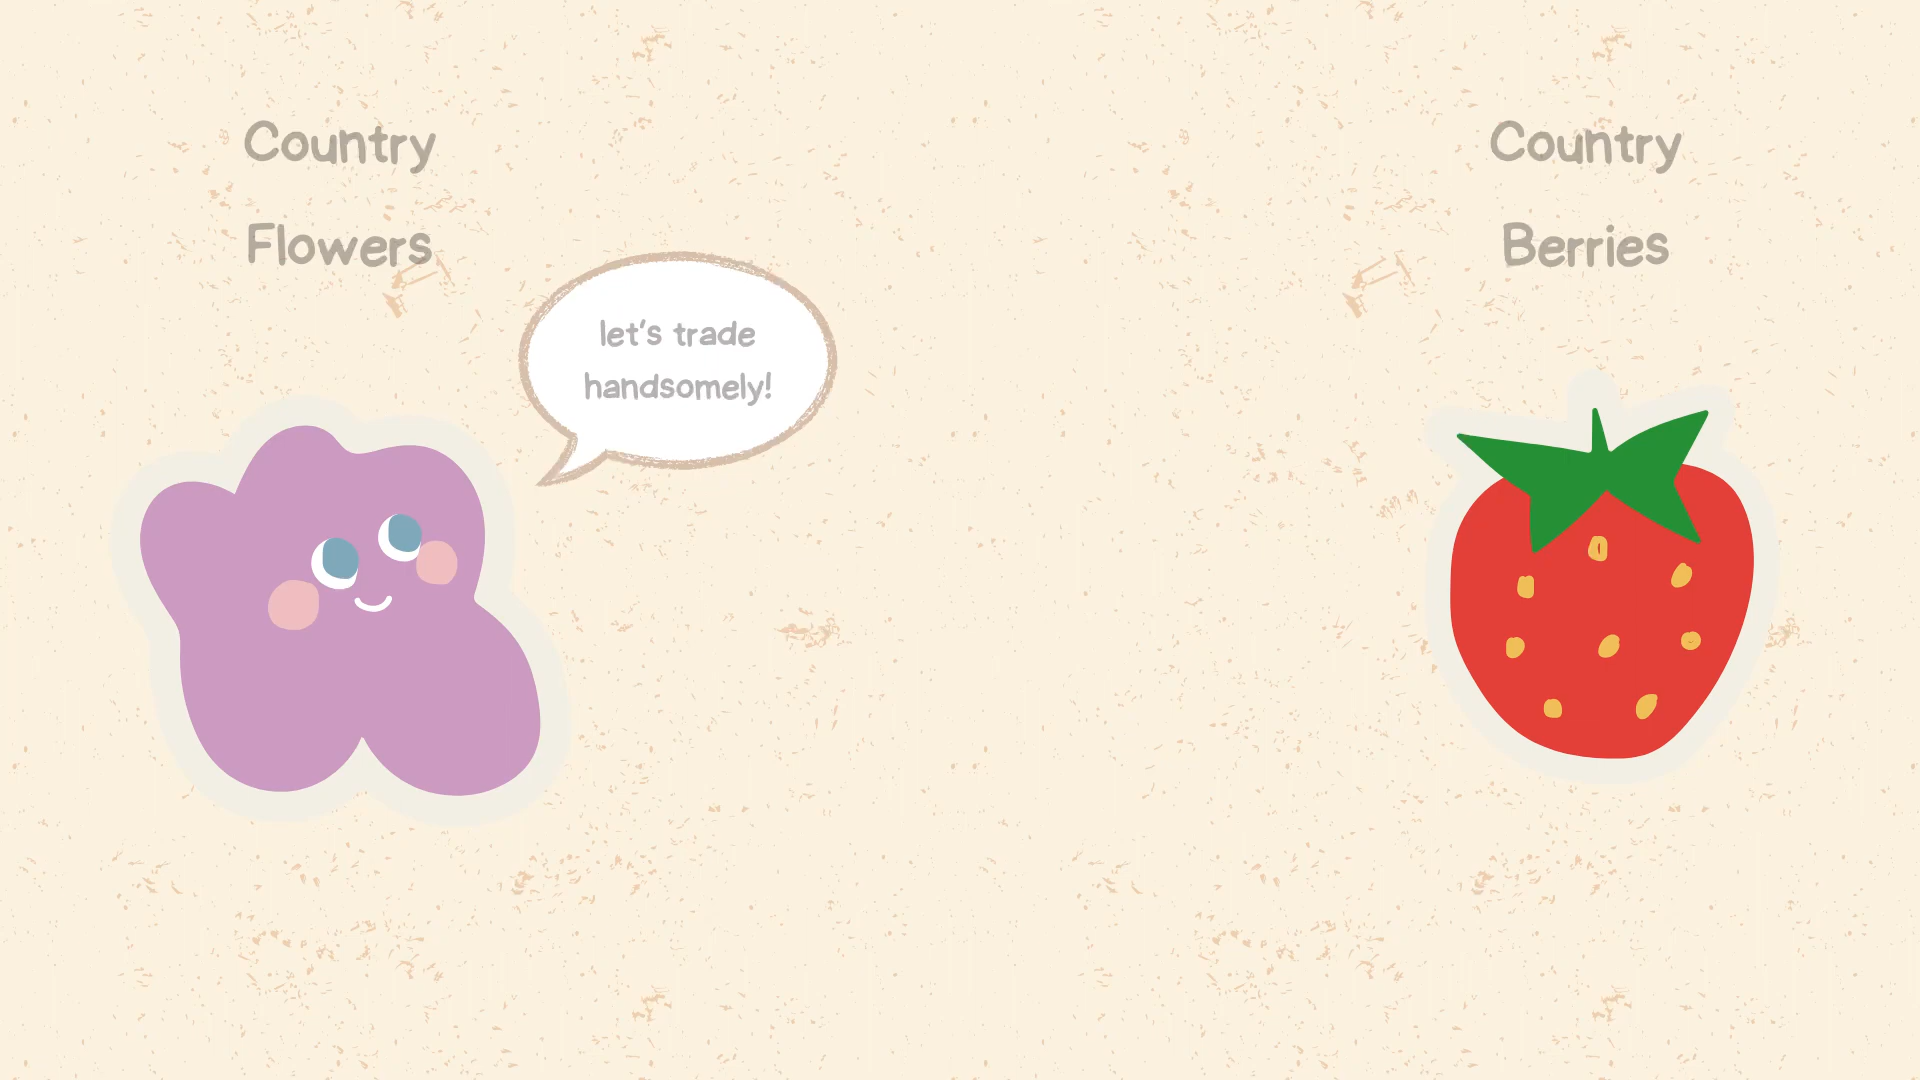 Country
Flowers
let's trade
handsomely!
Country
Berries